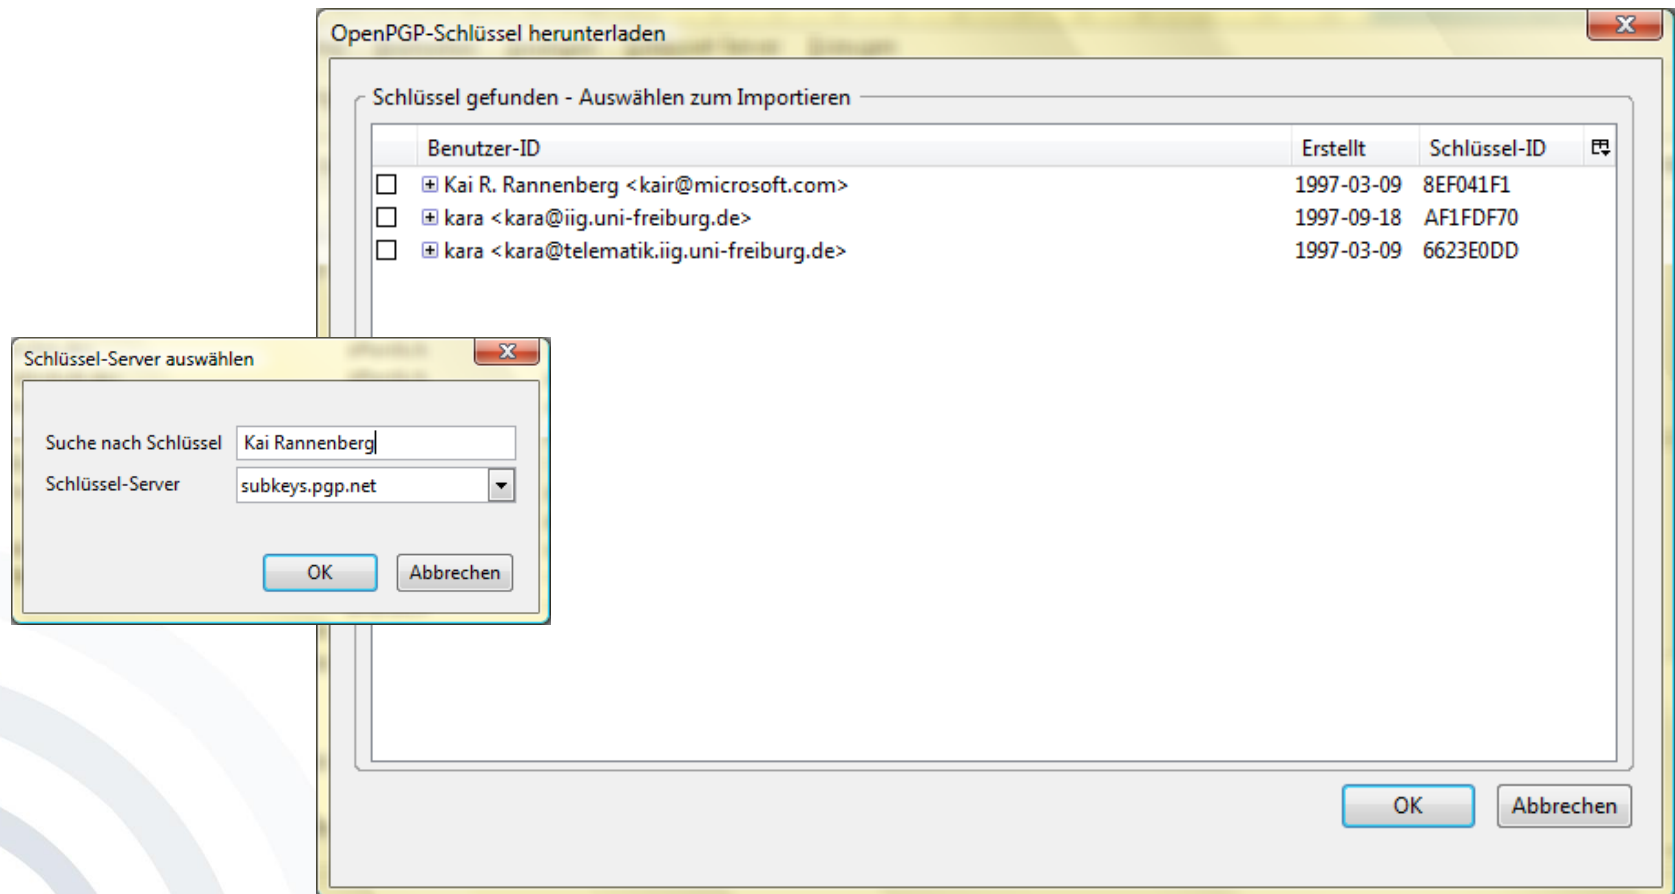 OpenPGP-Schlüssel herunterladen
Schlüssel gefunden - Auswählen zum Importieren
Benutzer-ID Erstellt Schlüssel-ID
Kai R. Rannenberg <kair@microsoft.com> 1997-03-09 8EF041F1
kara <kara@iig.uni-freiburg.de> 1997-09-18 AF1FDF70
kara <kara@telematik.iig.uni-freiburg.de> 1997-03-09 6623E0DD
OK Abbrechen
Schlüssel-Server auswählen
Suche nach Schlüssel Kai Rannenberg
Schlüssel-Server subkeys.pgp.net
OK Abbrechen